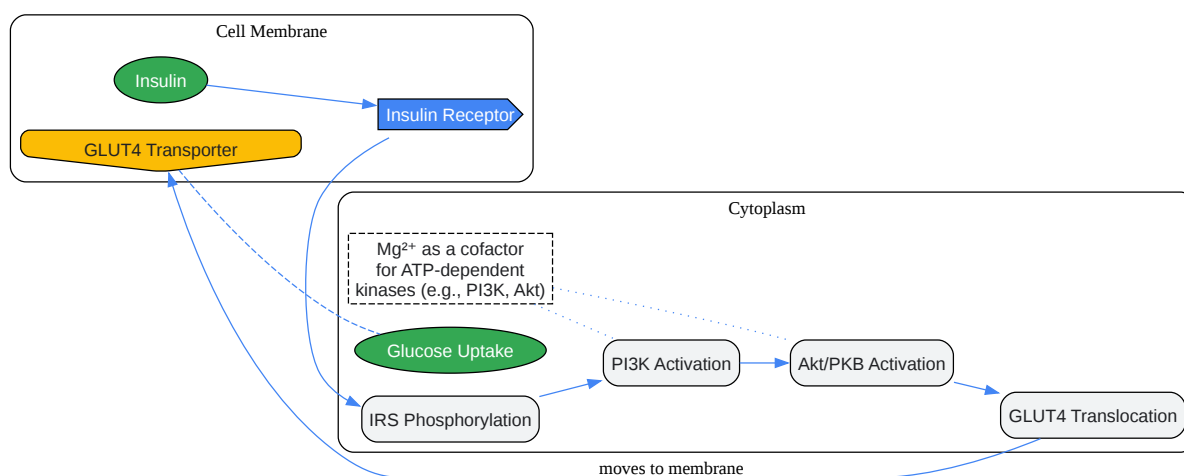 Cell Membrane
Insulin
Insulin Receptor
GLUT4 Transporter
Cytoplasm
Mg²⁺ as a cofactor
for ATP-dependent
kinases (e.g., PI3K, Akt)
Glucose Uptake
PI3K Activation
Akt/PKB Activation
IRS Phosphorylation
GLUT4 Translocation
moves to membrane